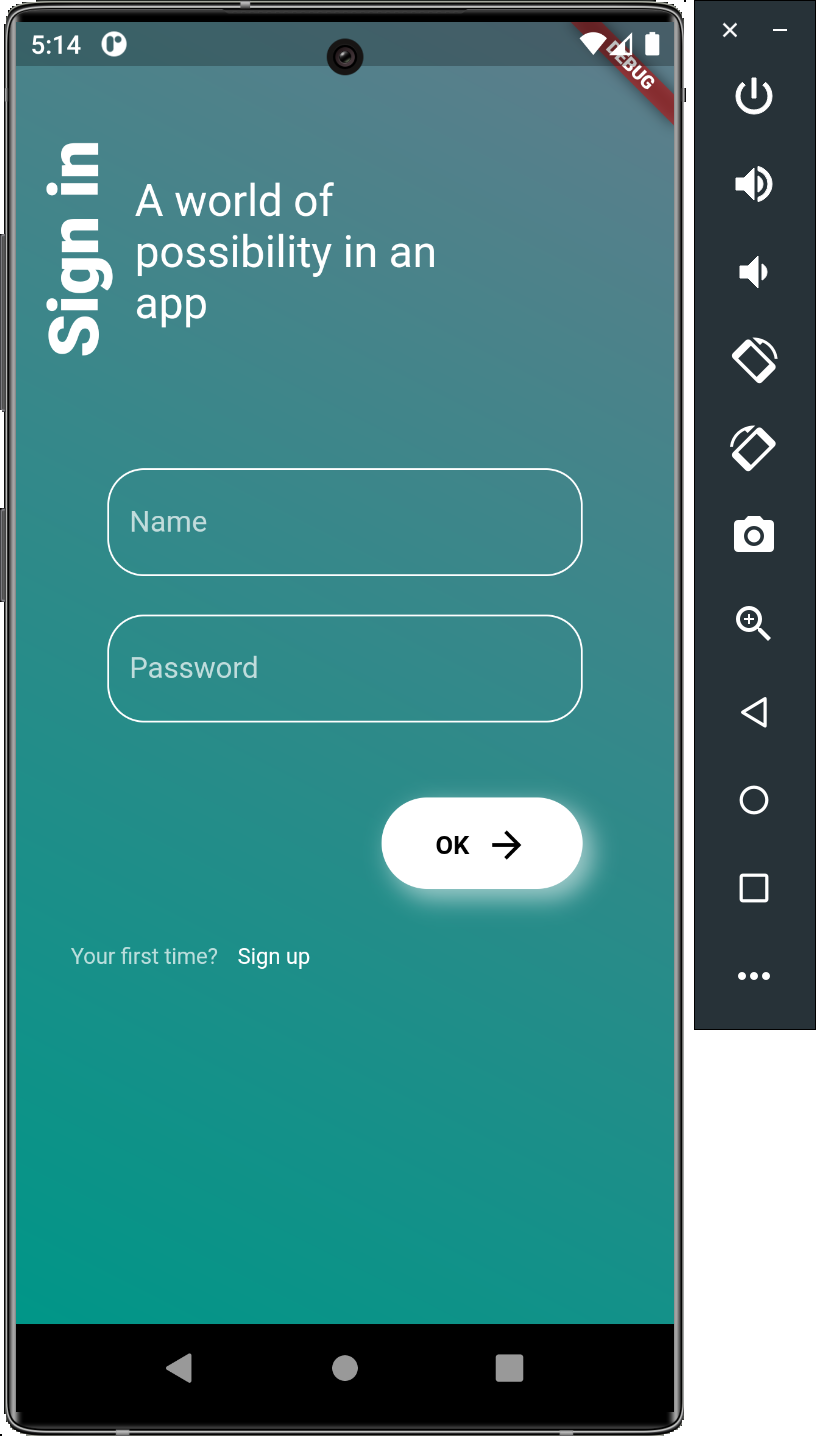 5:14
DEBUG
Sign in
A world of
possibility in an
app
Name
Password
OK
Your first time? Sign up